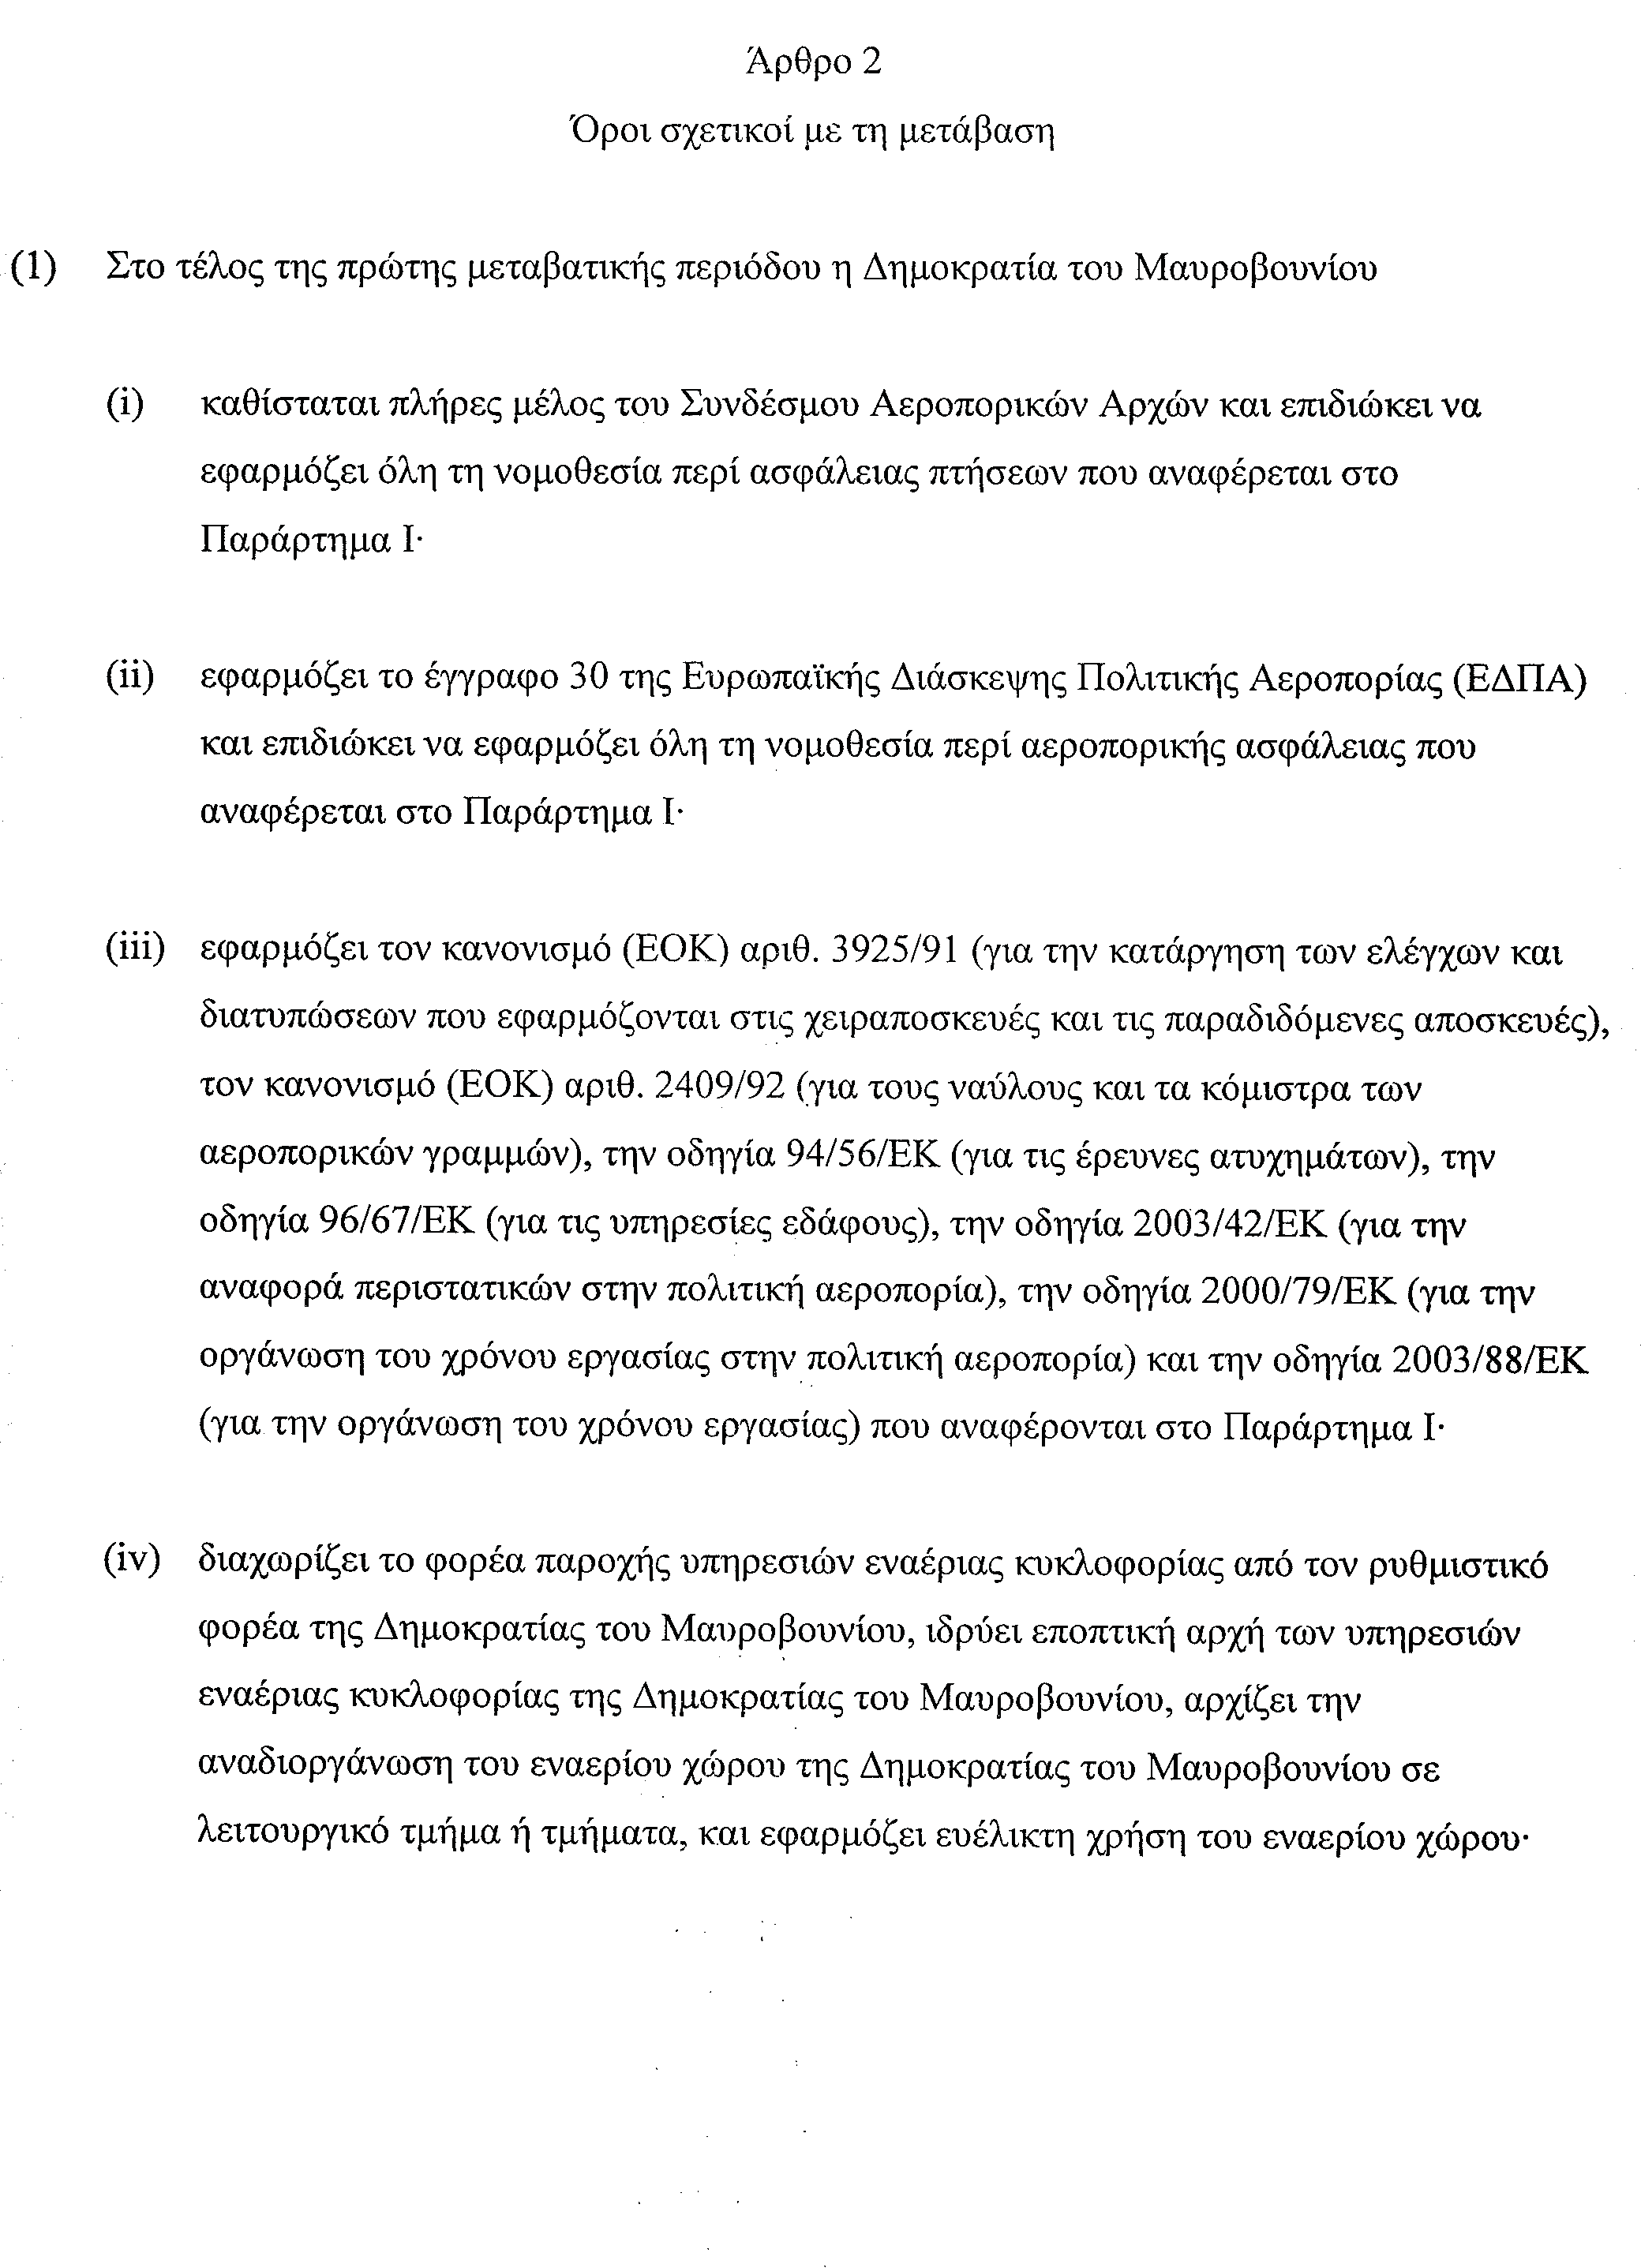 Άρθρο 2
Όροι σχετικοί με τη μετάβαση
(1) Στο τέλος της πρώτης μεταβατικής περιόδου η Δημοκρατία του Μαυροβουνίου
(i) καθίσταται πλήρες μέλος του Συνδέσμου Αεροπορικών Αρχών και επιδιώκει να
εφαρμόζει όλη τη νομοθεσία περί ασφάλειας πτήσεων που αναφέρεται στο
Παράρτημα Ι·
(ii) εφαρμόζει το έγγραφο 30 της Ευρωπαϊκής Διάσκεψης Πολιτικής Αεροπορίας (ΕΔΠΑ)
και επιδιώκει να εφαρμόζει όλη τη νομοθεσία περί αεροπορικής ασφάλειας που
αναφέρεται στο Παράρτημα Ι·
(iii) εφαρμόζει τον κανονισμό (ΕΟΚ) αριθ. 3925/91 (για την κατάργηση των ελέγχων και
διατυπώσεων που εφαρμόζονται στις χειραποσκευές και τις παραδιδόμενες αποσκευές),
τον κανονισμό (ΕΟΚ) αριθ. 2409/92 (για τους ναύλους και τα κόμιστρα των
αεροπορικών γραμμών), την οδηγία 94/56/ΕΚ (για τις έρευνες ατυχημάτων), την
οδηγία 96/67/ΕΚ (για τις υπηρεσίες εδάφους), την οδηγία 2003/42/ΕΚ (για την
αναφορά περιστατικών στην πολιτική αεροπορία), την οδηγία 2000/79/ΕΚ (για την
οργάνωση του χρόνου εργασίας στην πολιτική αεροπορία) και την οδηγία 2003/88/ΕΚ
(για την οργάνωση του χρόνου εργασίας) που αναφέρονται στο Παράρτημα Ι·
(iv) διαχωρίζει το φορέα παροχής υπηρεσιών εναέριας κυκλοφορίας από τον ρυθμιστικό
φορέα της Δημοκρατίας του Μαυροβουνίου, ιδρύει εποπτική αρχή των υπηρεσιών
εναέριας κυκλοφορίας της Δημοκρατίας του Μαυροβουνίου, αρχίζει την
αναδιοργάνωση του εναερίου χώρου της Δημοκρατίας του Μαυροβουνίου σε
λειτουργικό τμήμα ή τμήματα, και εφαρμόζει ευέλικτη χρήση του εναερίου χώρου·